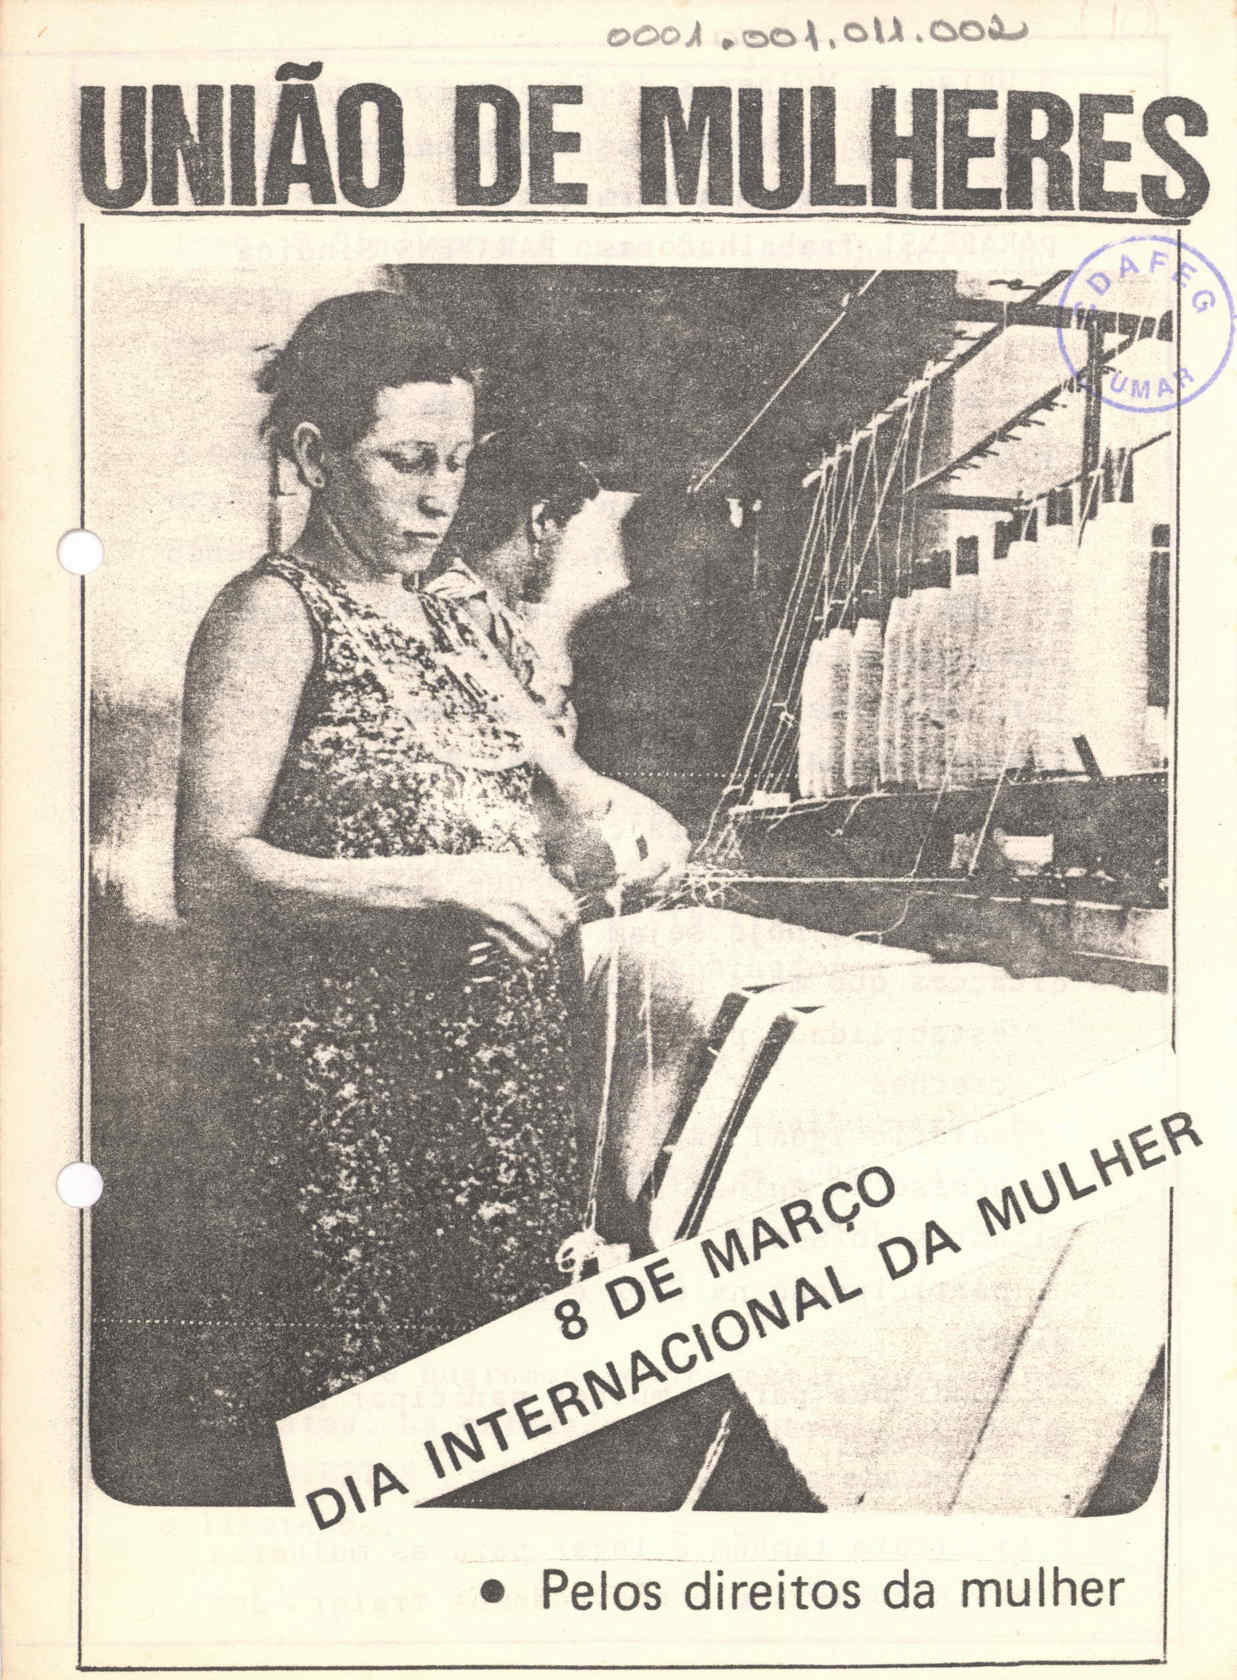 0001.001.011.002
UNIÃO DE MULHERES
CDAFEG
UMAR
8 DE MARÇO
DIA INTERNACIONAL DA MULHER
• Pelos direitos da mulher